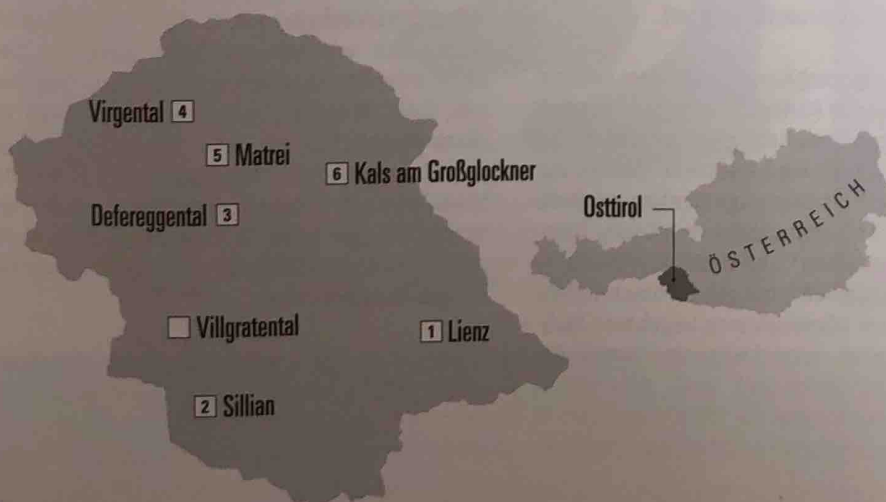 Virgental 4
5 Matrei
6 Kals am Großglockner
Defereggental 3
Villgratental
1 Lienz
2 Sillian
Osttirol
ÖSTERREICH